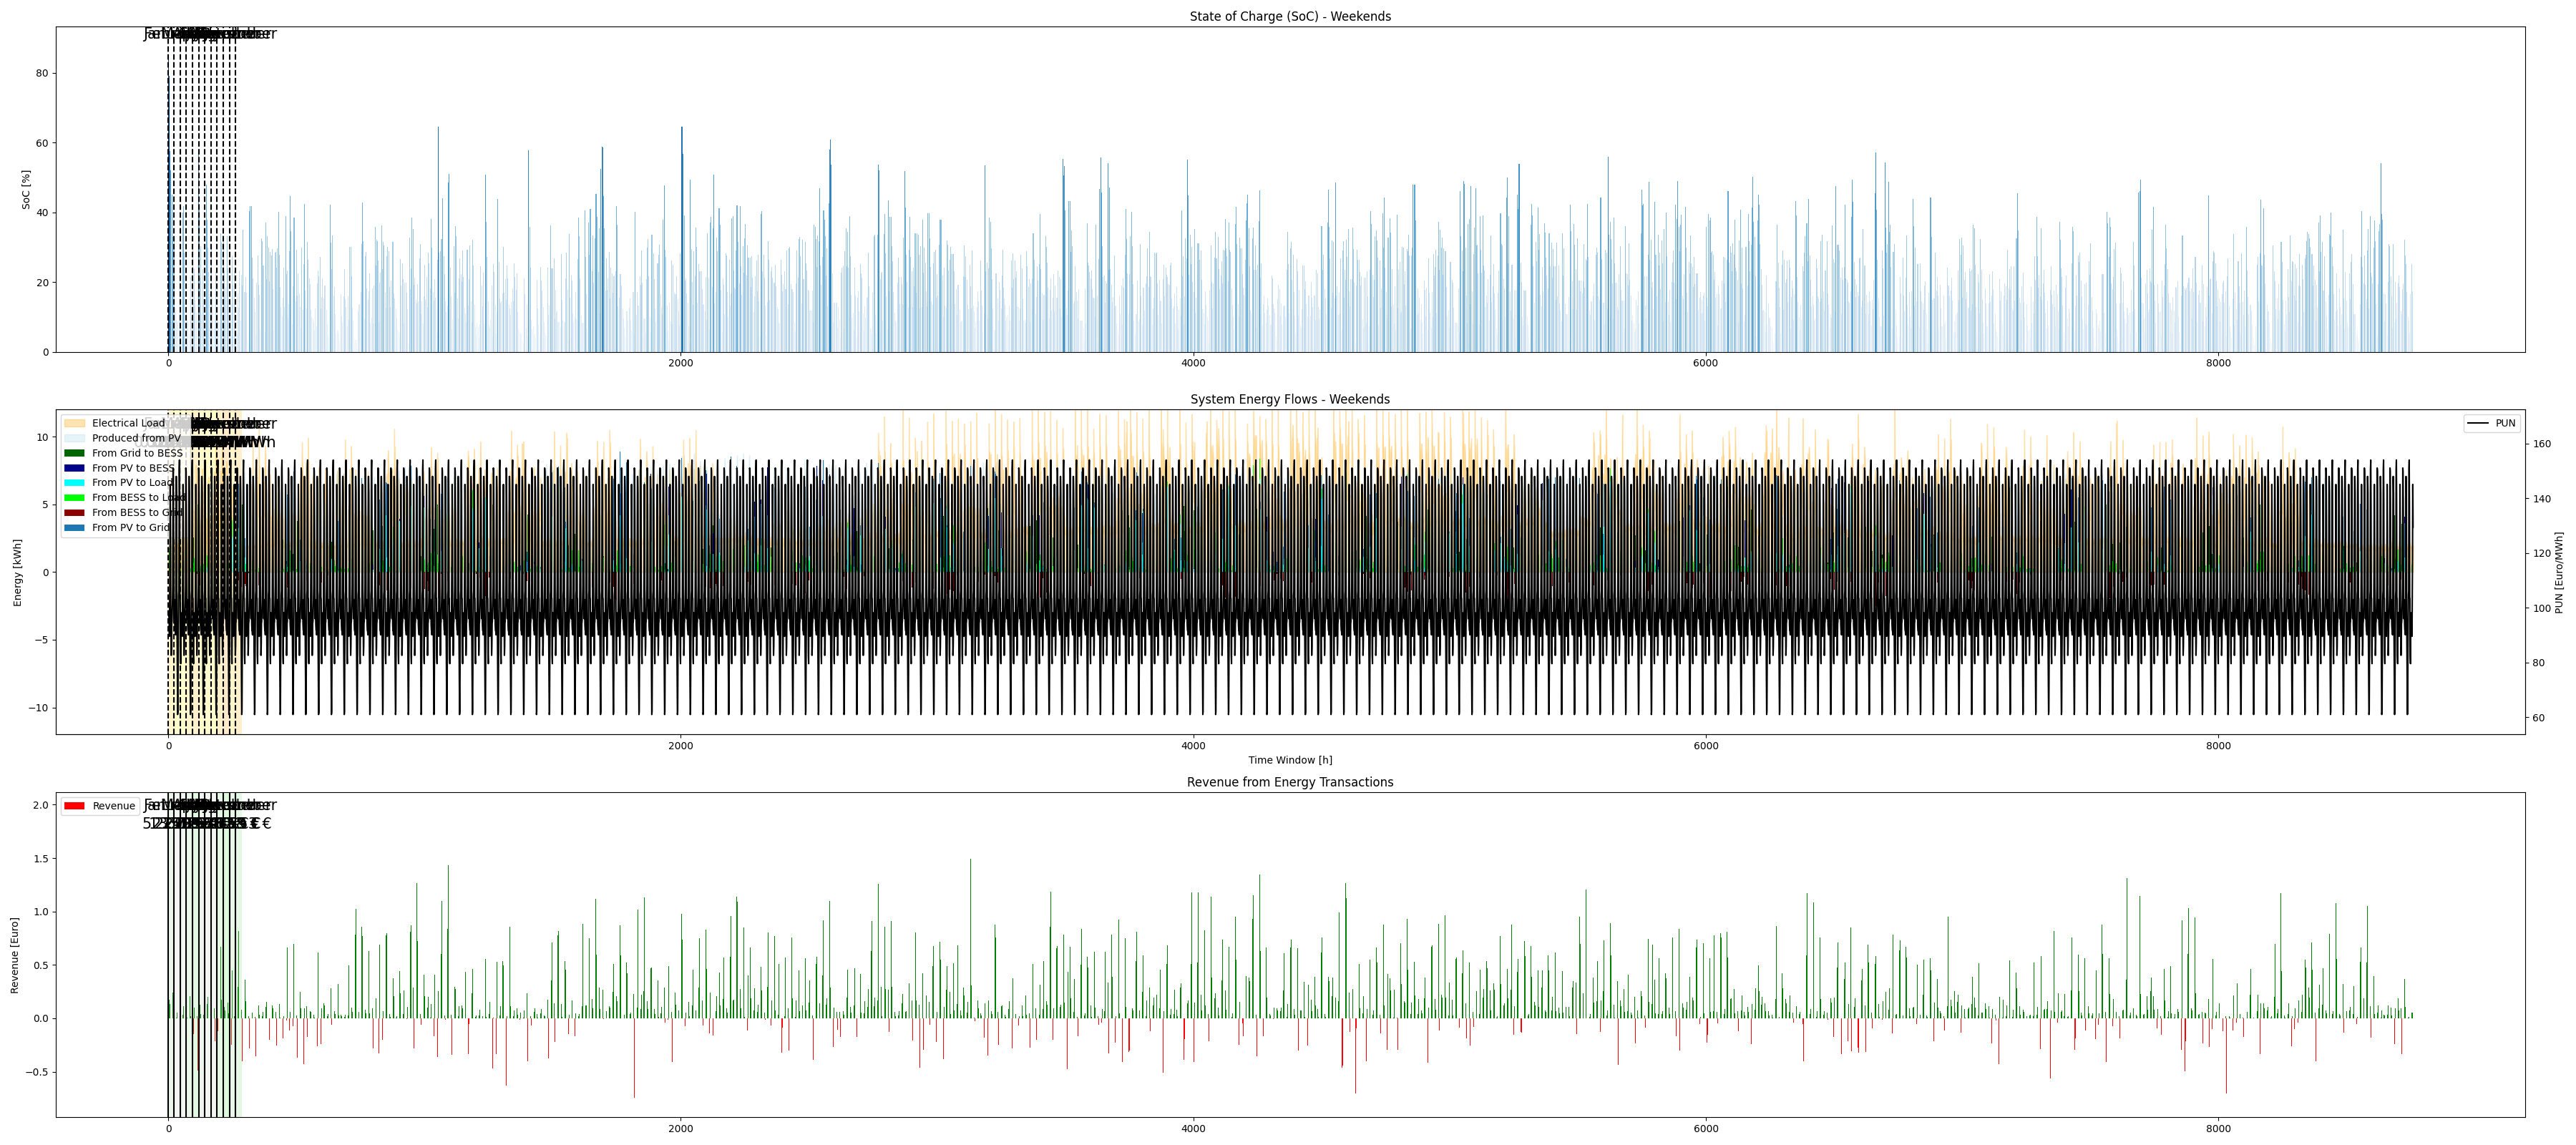 State of Charge (SoC) - Weekends
SoC [%]
80
60
40
20
0
0 2000 4000 6000 8000
System Energy Flows - Weekends
Electrical Load
Produced from PV
From Grid to BESS
From PV to BESS
From PV to Load
From BESS to Load
From BESS to Grid
From PV to Grid
PUN
Energy [kWh]
10
5
0
−5
−10
160
140
120
100
80
60
PUN [Euro/MWh]
0 2000 4000 6000 8000
Time Window [h]
Revenue from Energy Transactions
Revenue
Revenue [Euro]
2.0
1.5
1.0
0.5
0.0
−0.5
0 2000 4000 6000 8000